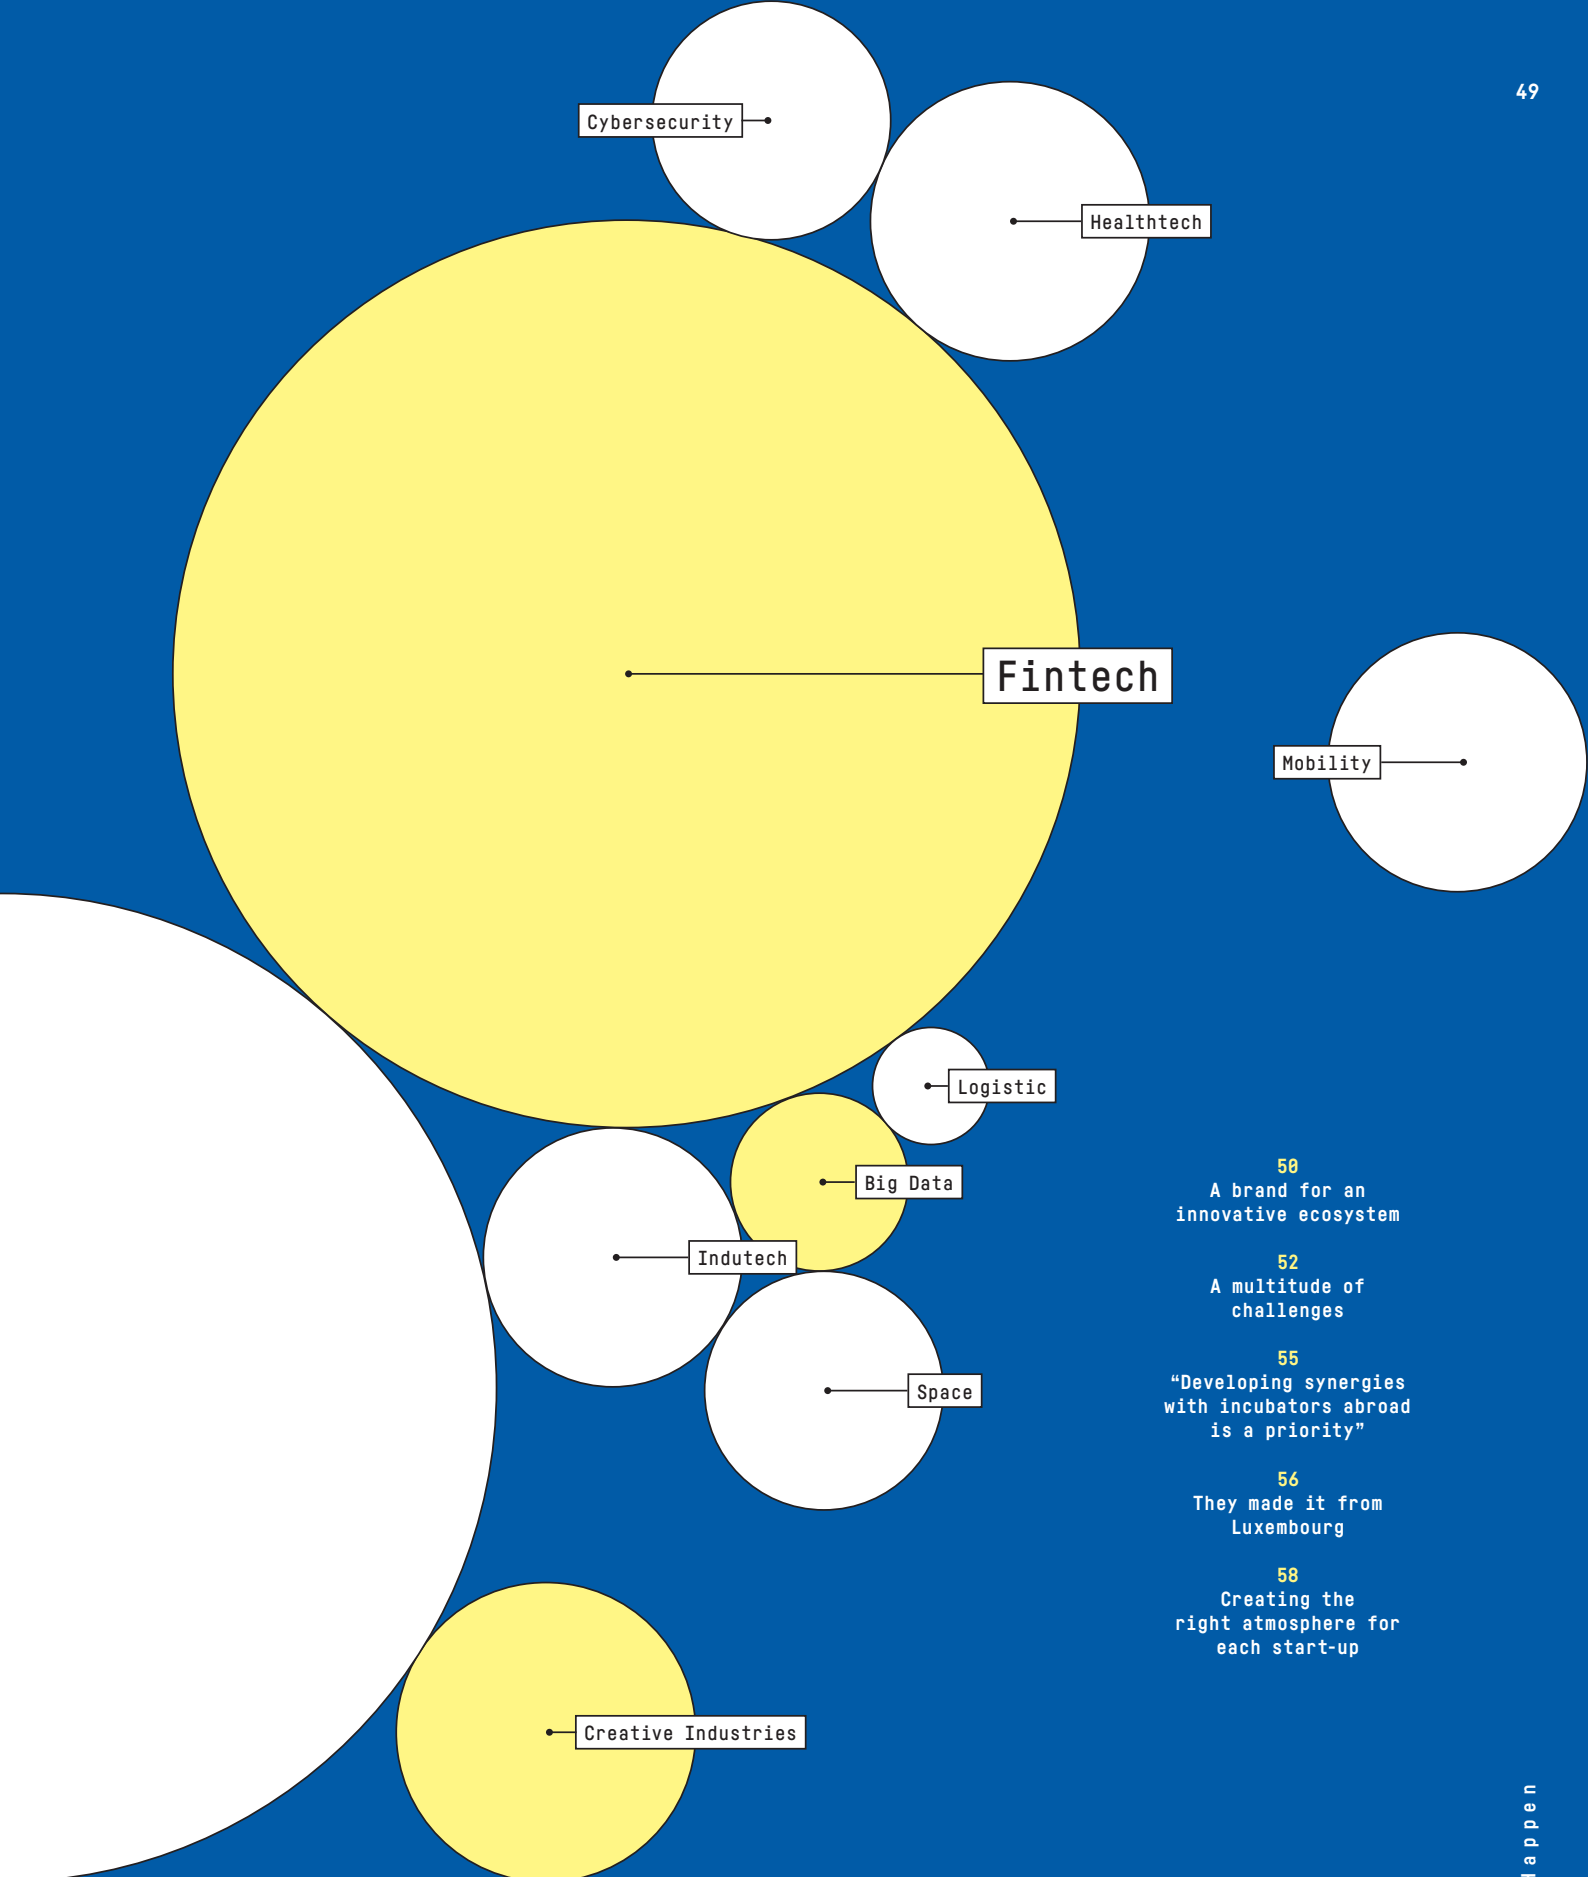 49
Cybersecurity
Healthtech
Fintech
Mobility
Logistic
Big Data
Indutech
Space
Creative Industries
50
A brand for an
innovative ecosystem
52
A multitude of
challenges
55
“Developing synergies
with incubators abroad
is a priority”
56
They made it from
Luxembourg
58
Creating the
right atmosphere for
each start-up